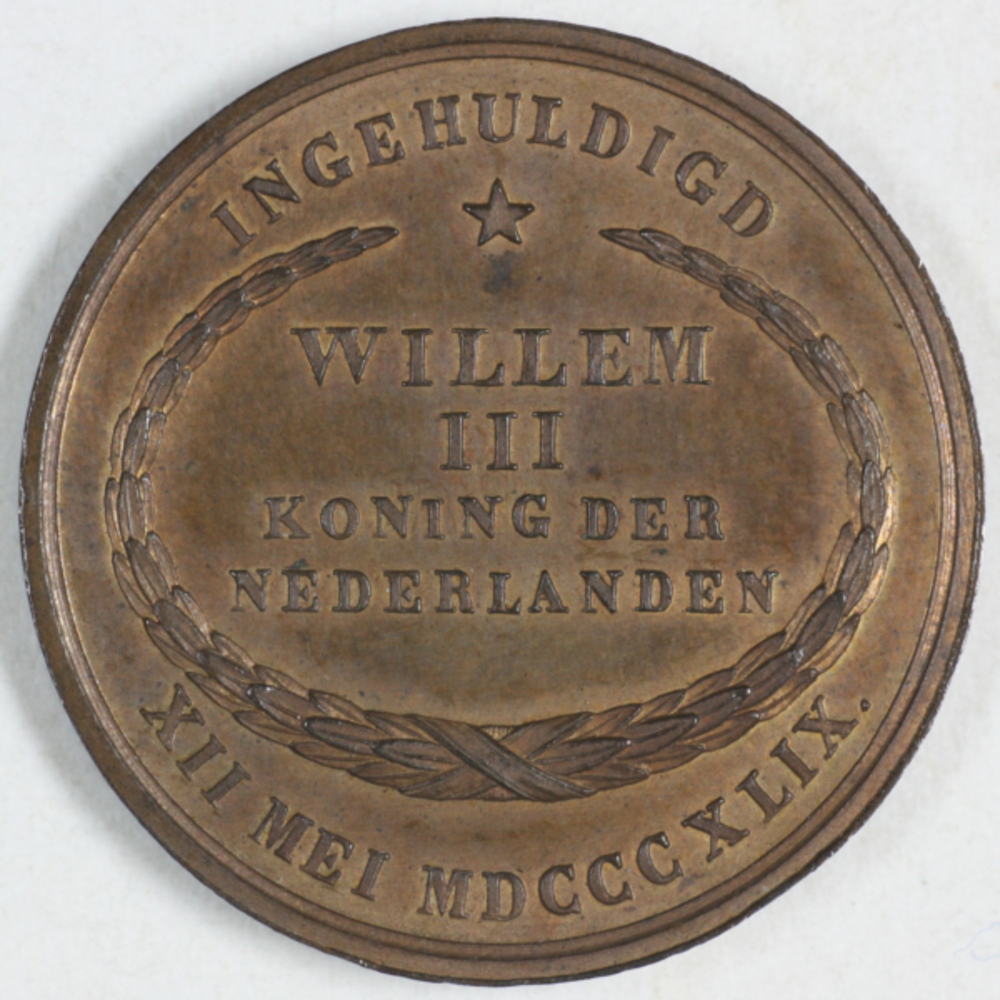 INGEHULDIGD
WILLEM
III
KONING DER
NEDERLANDEN
XII MEI MDCCCXLIX.